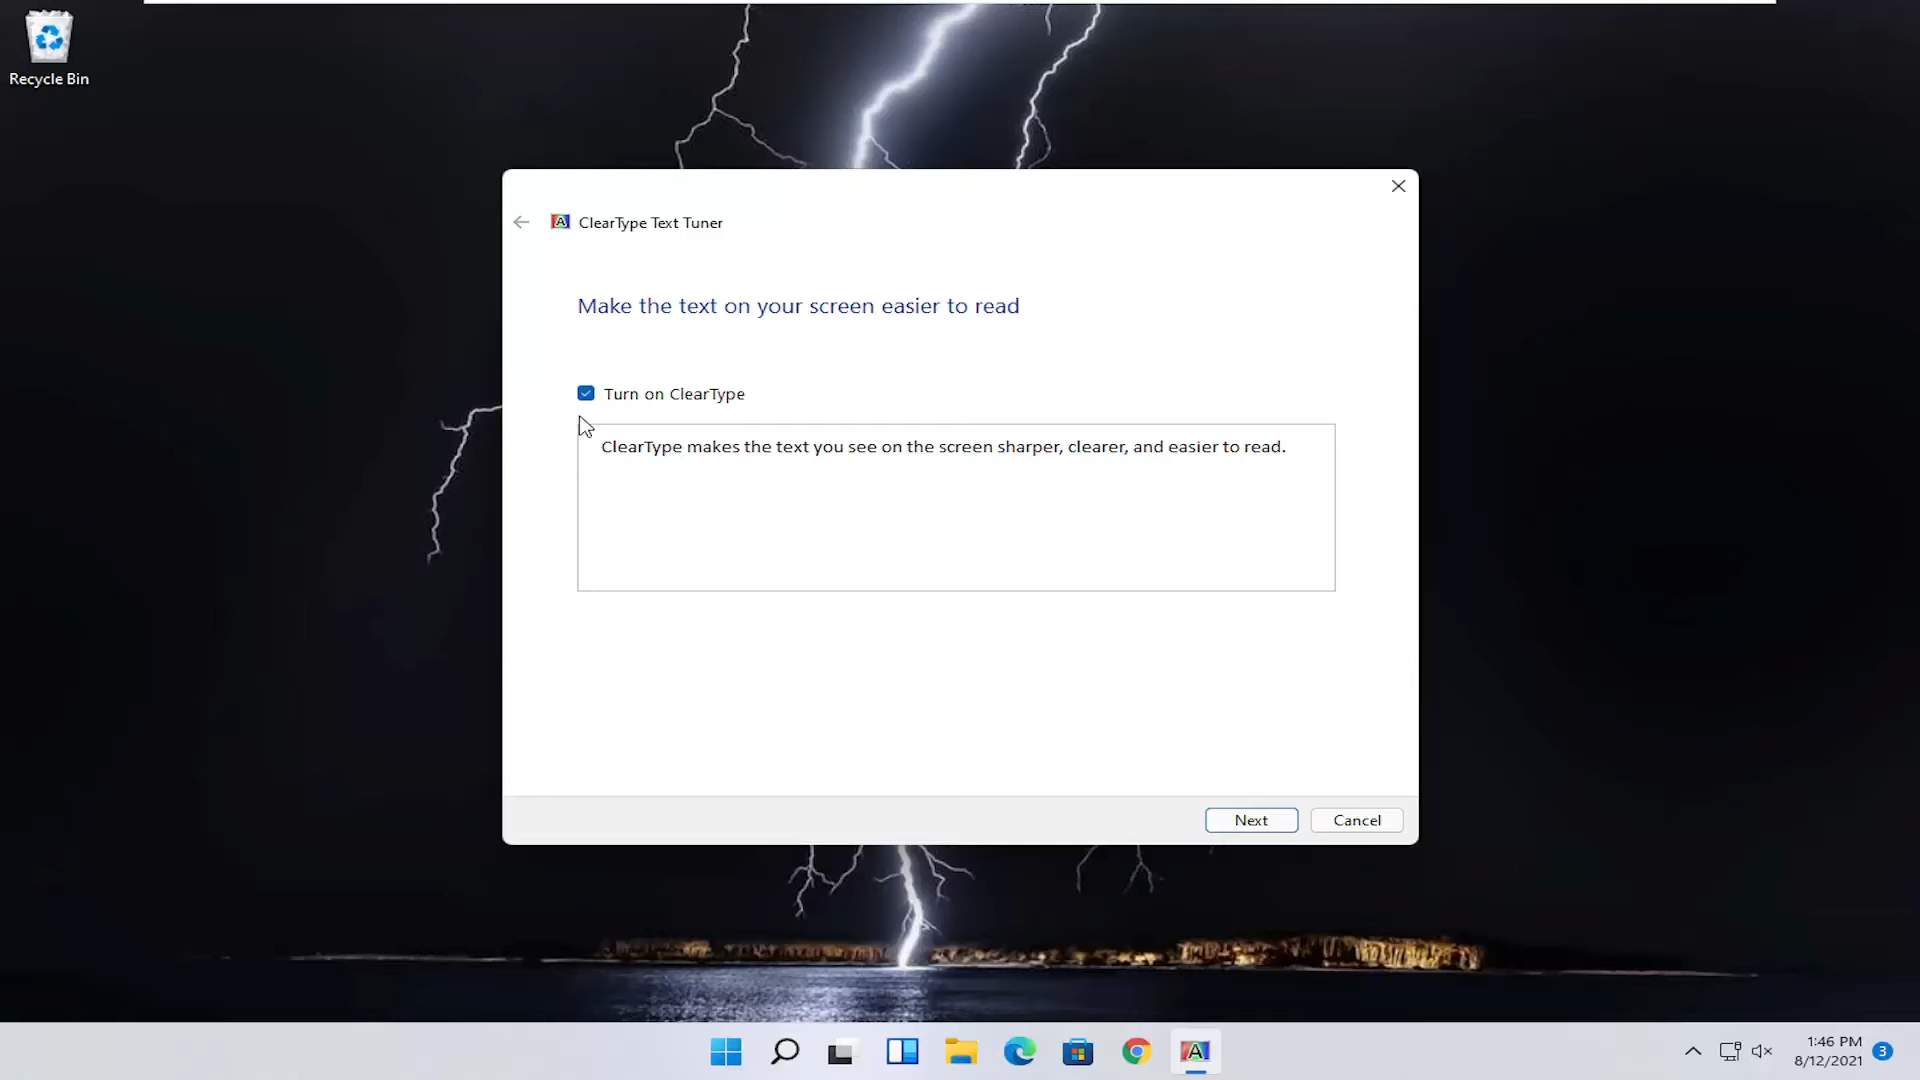 Recycle Bin
ClearType Text Tuner
Make the text on your screen easier to read
Turn on ClearType
ClearType makes the text you see on the screen sharper, clearer, and easier to read.
Next
Cancel
1:46 PM
8/12/2021
3